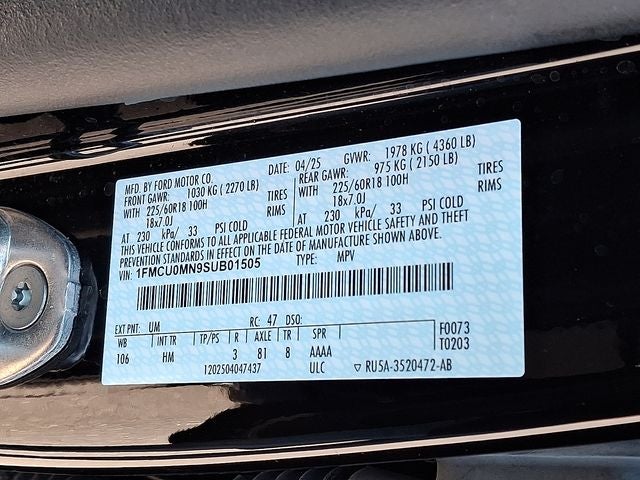 MFD. BY FORD MOTOR CO. DATE: 04/25 GVWR: 1978 KG ( 4360 LB)
FRONT GAWR: 1030 KG ( 2270 LB) REAR GAWR: 975 KG ( 2150 LB)
WITH 225/60R18 100H TIRES WITH 225/60R18 100H TIRES
18x7.0J RIMS 18x7.0J RIMS
AT 230 kPa/ 33 PSI COLD AT 230 kPa/ 33 PSI COLD
THIS VEHICLE CONFORMS TO ALL APPLICABLE FEDERAL MOTOR VEHICLE SAFETY AND THEFT
PREVENTION STANDARDS IN EFFECT ON THE DATE OF MANUFACTURE SHOWN ABOVE.
VIN: 1FMCU0MN9SUB01505 TYPE: MPV
EXT PNT: UM RC: 47 DSO: F0073
WB INT TR TP/PS R AXLE TR SPR T0203
106 HM 3 81 8 AAAA
1202504047437 ULC ▽ RU5A-3520472-AB